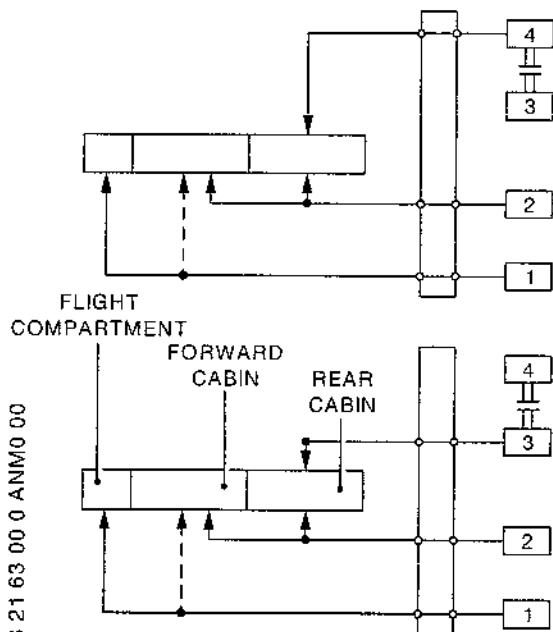 4
3
2
1
FLIGHT
COMPARTMENT
FORWARD
CABIN
REAR
CABIN
4
3
2
1
21 63 00 0 ANM0 00